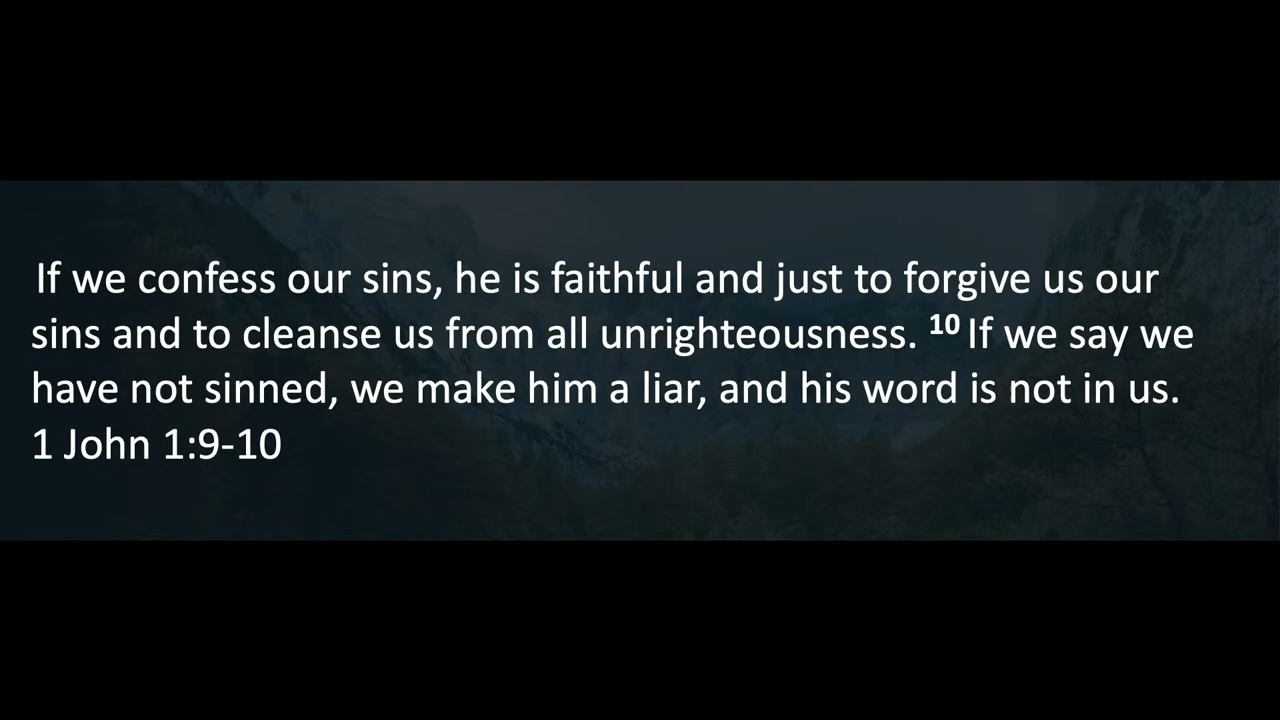 If we confess our sins, he is faithful and just to forgive us our
sins and to cleanse us from all unrighteousness. 10 If we say we
have not sinned, we make him a liar, and his word is not in us.
1 John 1:9-10